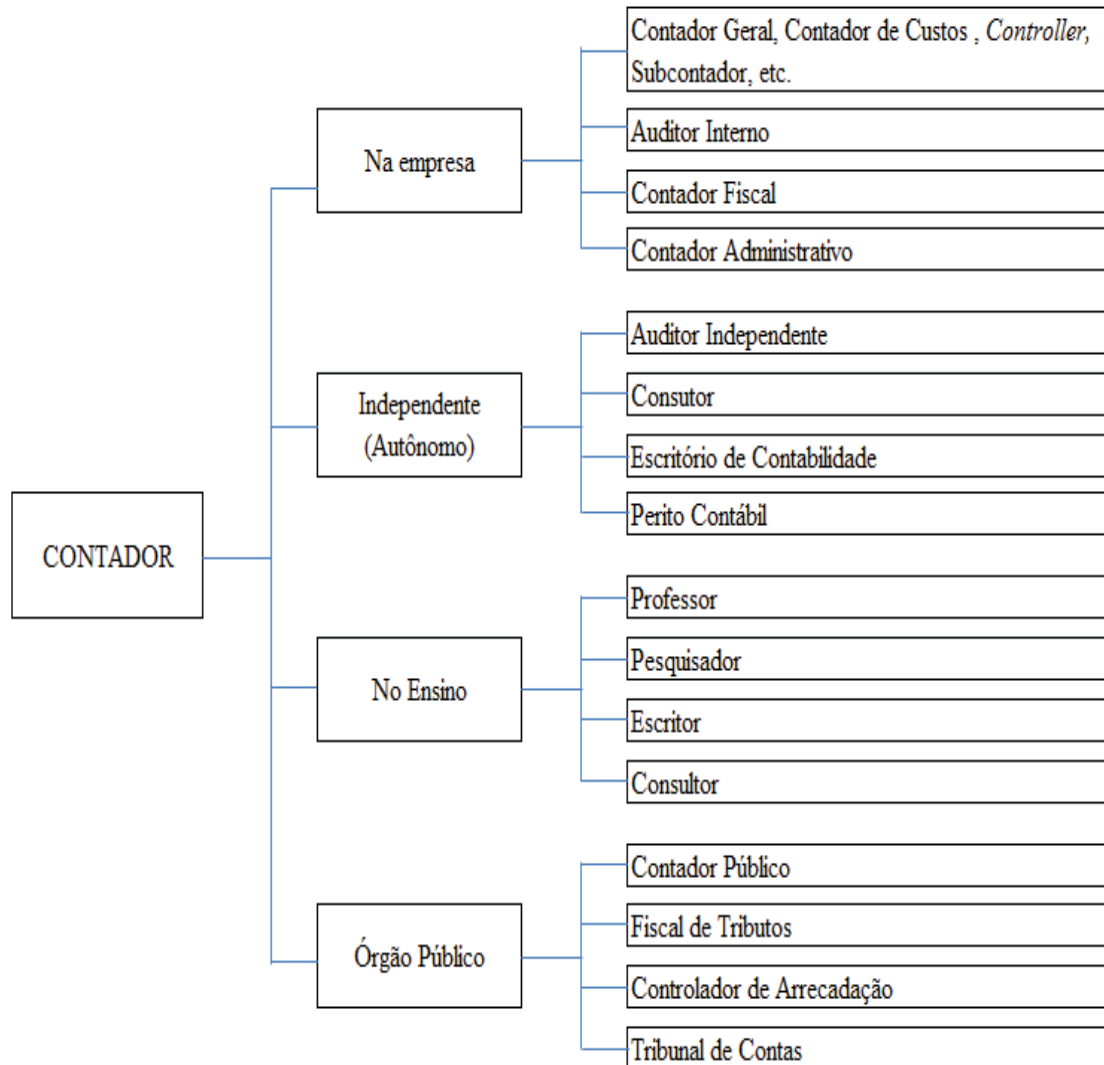 CONTADOR
Na empresa
Contador Geral, Contador de Custos , Controller,
Subcontador, etc.
Auditor Interno
Contador Fiscal
Contador Administrativo
Independente
(Autônomo)
Auditor Independente
Consutor
Escritório de Contabilidade
Perito Contábil
No Ensino
Professor
Pesquisador
Escritor
Consultor
Órgão Público
Contador Público
Fiscal de Tributos
Controlador de Arrecadação
Tribunal de Contas